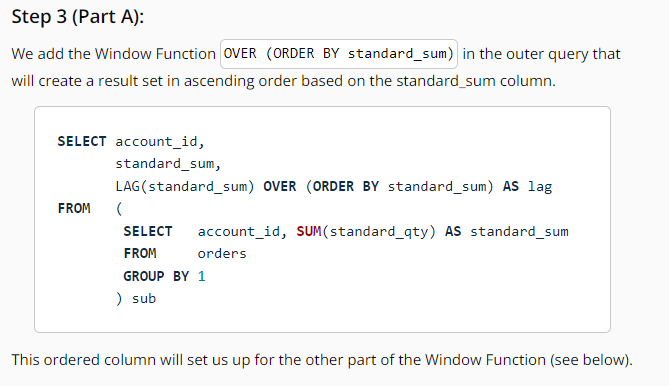 Step 3 (Part A):
We add the Window Function OVER (ORDER BY standard_sum) in the outer query that
will create a result set in ascending order based on the standard_sum column.
SELECT account_id,
standard_sum,
LAG(standard_sum) OVER (ORDER BY standard_sum) AS lag
FROM (
SELECT account_id, SUM(standard_qty) AS standard_sum
FROM orders
GROUP BY 1
) sub
This ordered column will set us up for the other part of the Window Function (see below).